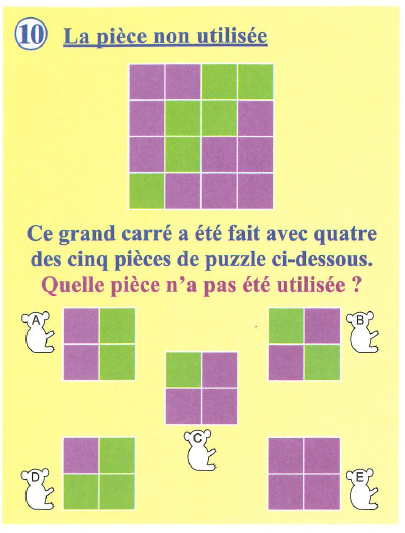 10 La pièce non utilisée
Ce grand carré a été fait avec quatre
des cinq pièces de puzzle ci-dessous.
Quelle pièce n'a pas été utilisée ?
A
B
C
D
E